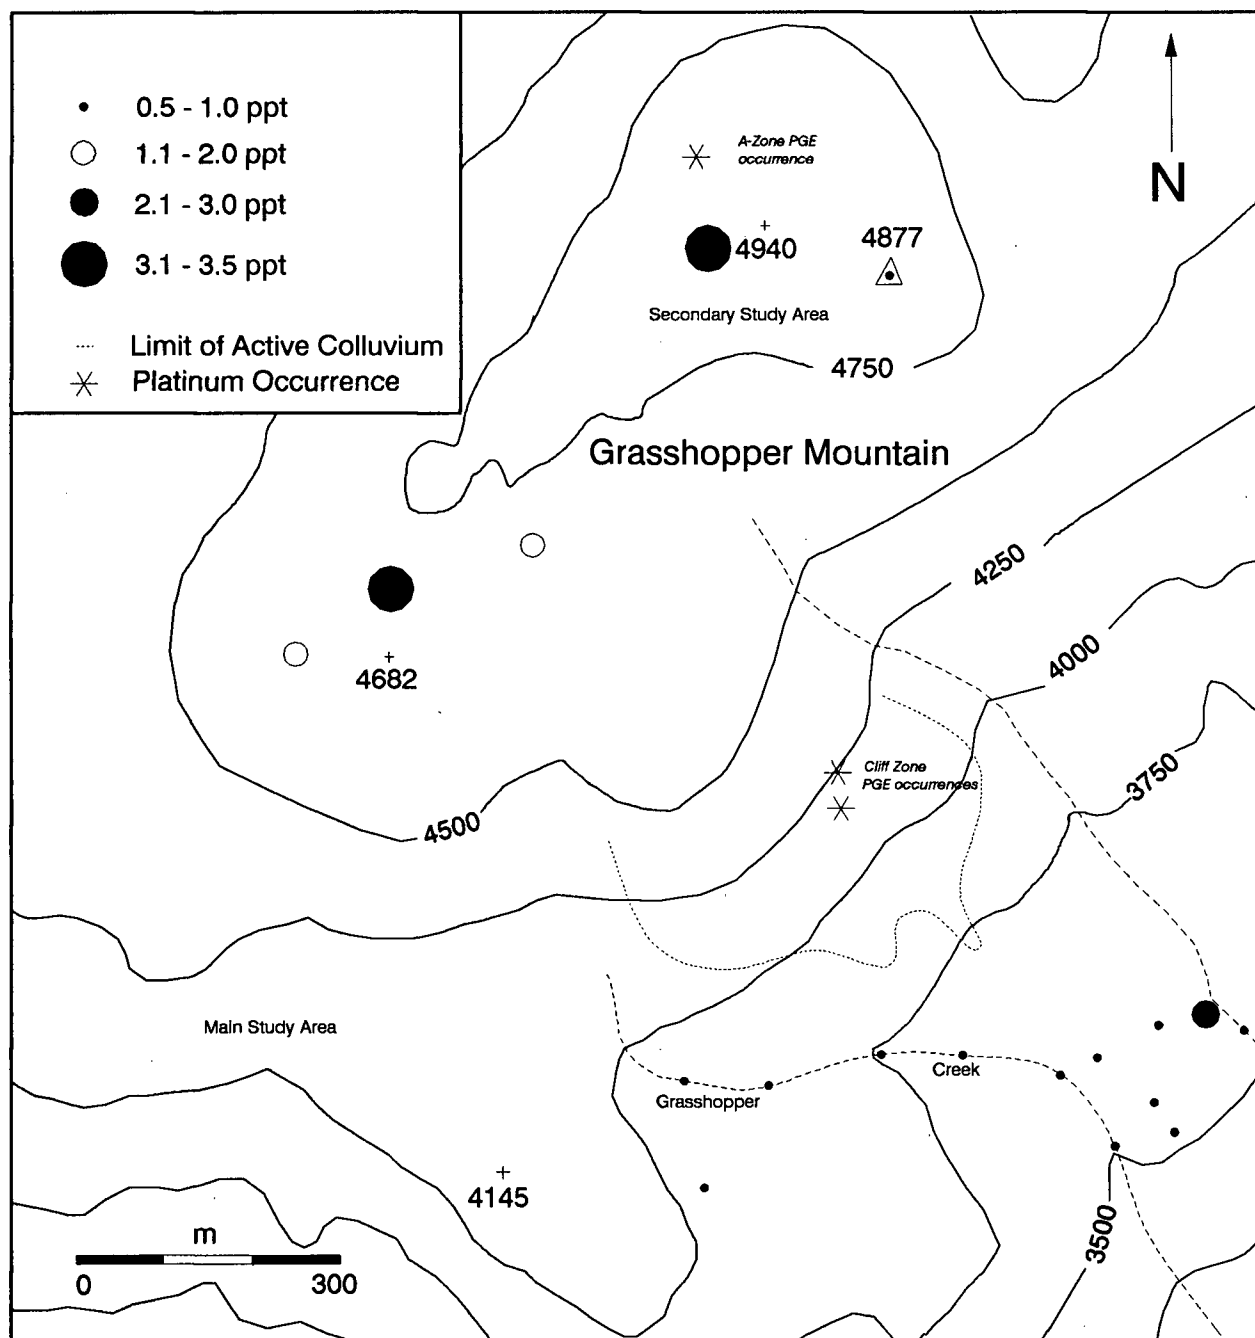 0.5 - 1.0 ppt
1.1 - 2.0 ppt
2.1 - 3.0 ppt
3.1 - 3.5 ppt
Limit of Active Colluvium
Platinum Occurrence
N
A-Zone PGE
occurrence
4940
4877
Secondary Study Area
4750
Grasshopper Mountain
4250
4000
4682
3750
Cliff Zone
PGE occurrences
4500
Main Study Area
Creek
Grasshopper
4145
3500
m
0
300